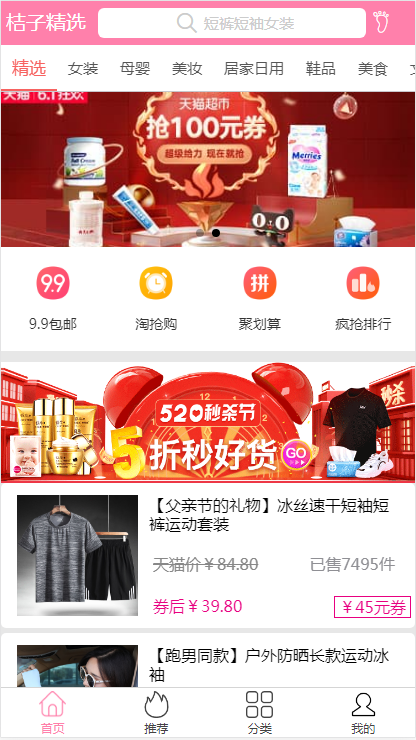 桔子精选
短裤短袖女装
精选 女装 母婴 美妆 居家日用 鞋品 美食
天猫 6.1狂欢
天猫超市
抢100元券
超级给力 现在就抢
Merries
9.9
拼
9.9包邮 淘抢购 聚划算 疯抢排行
520秒杀节
5折秒好货
GO
秒杀
【父亲节的礼物】冰丝速干短袖短
裤运动套装
天猫价￥84.80 已售7495件
券后￥39.80 ￥45元券
【跑男同款】户外防晒长款运动冰
袖
首页 推荐 分类 我的